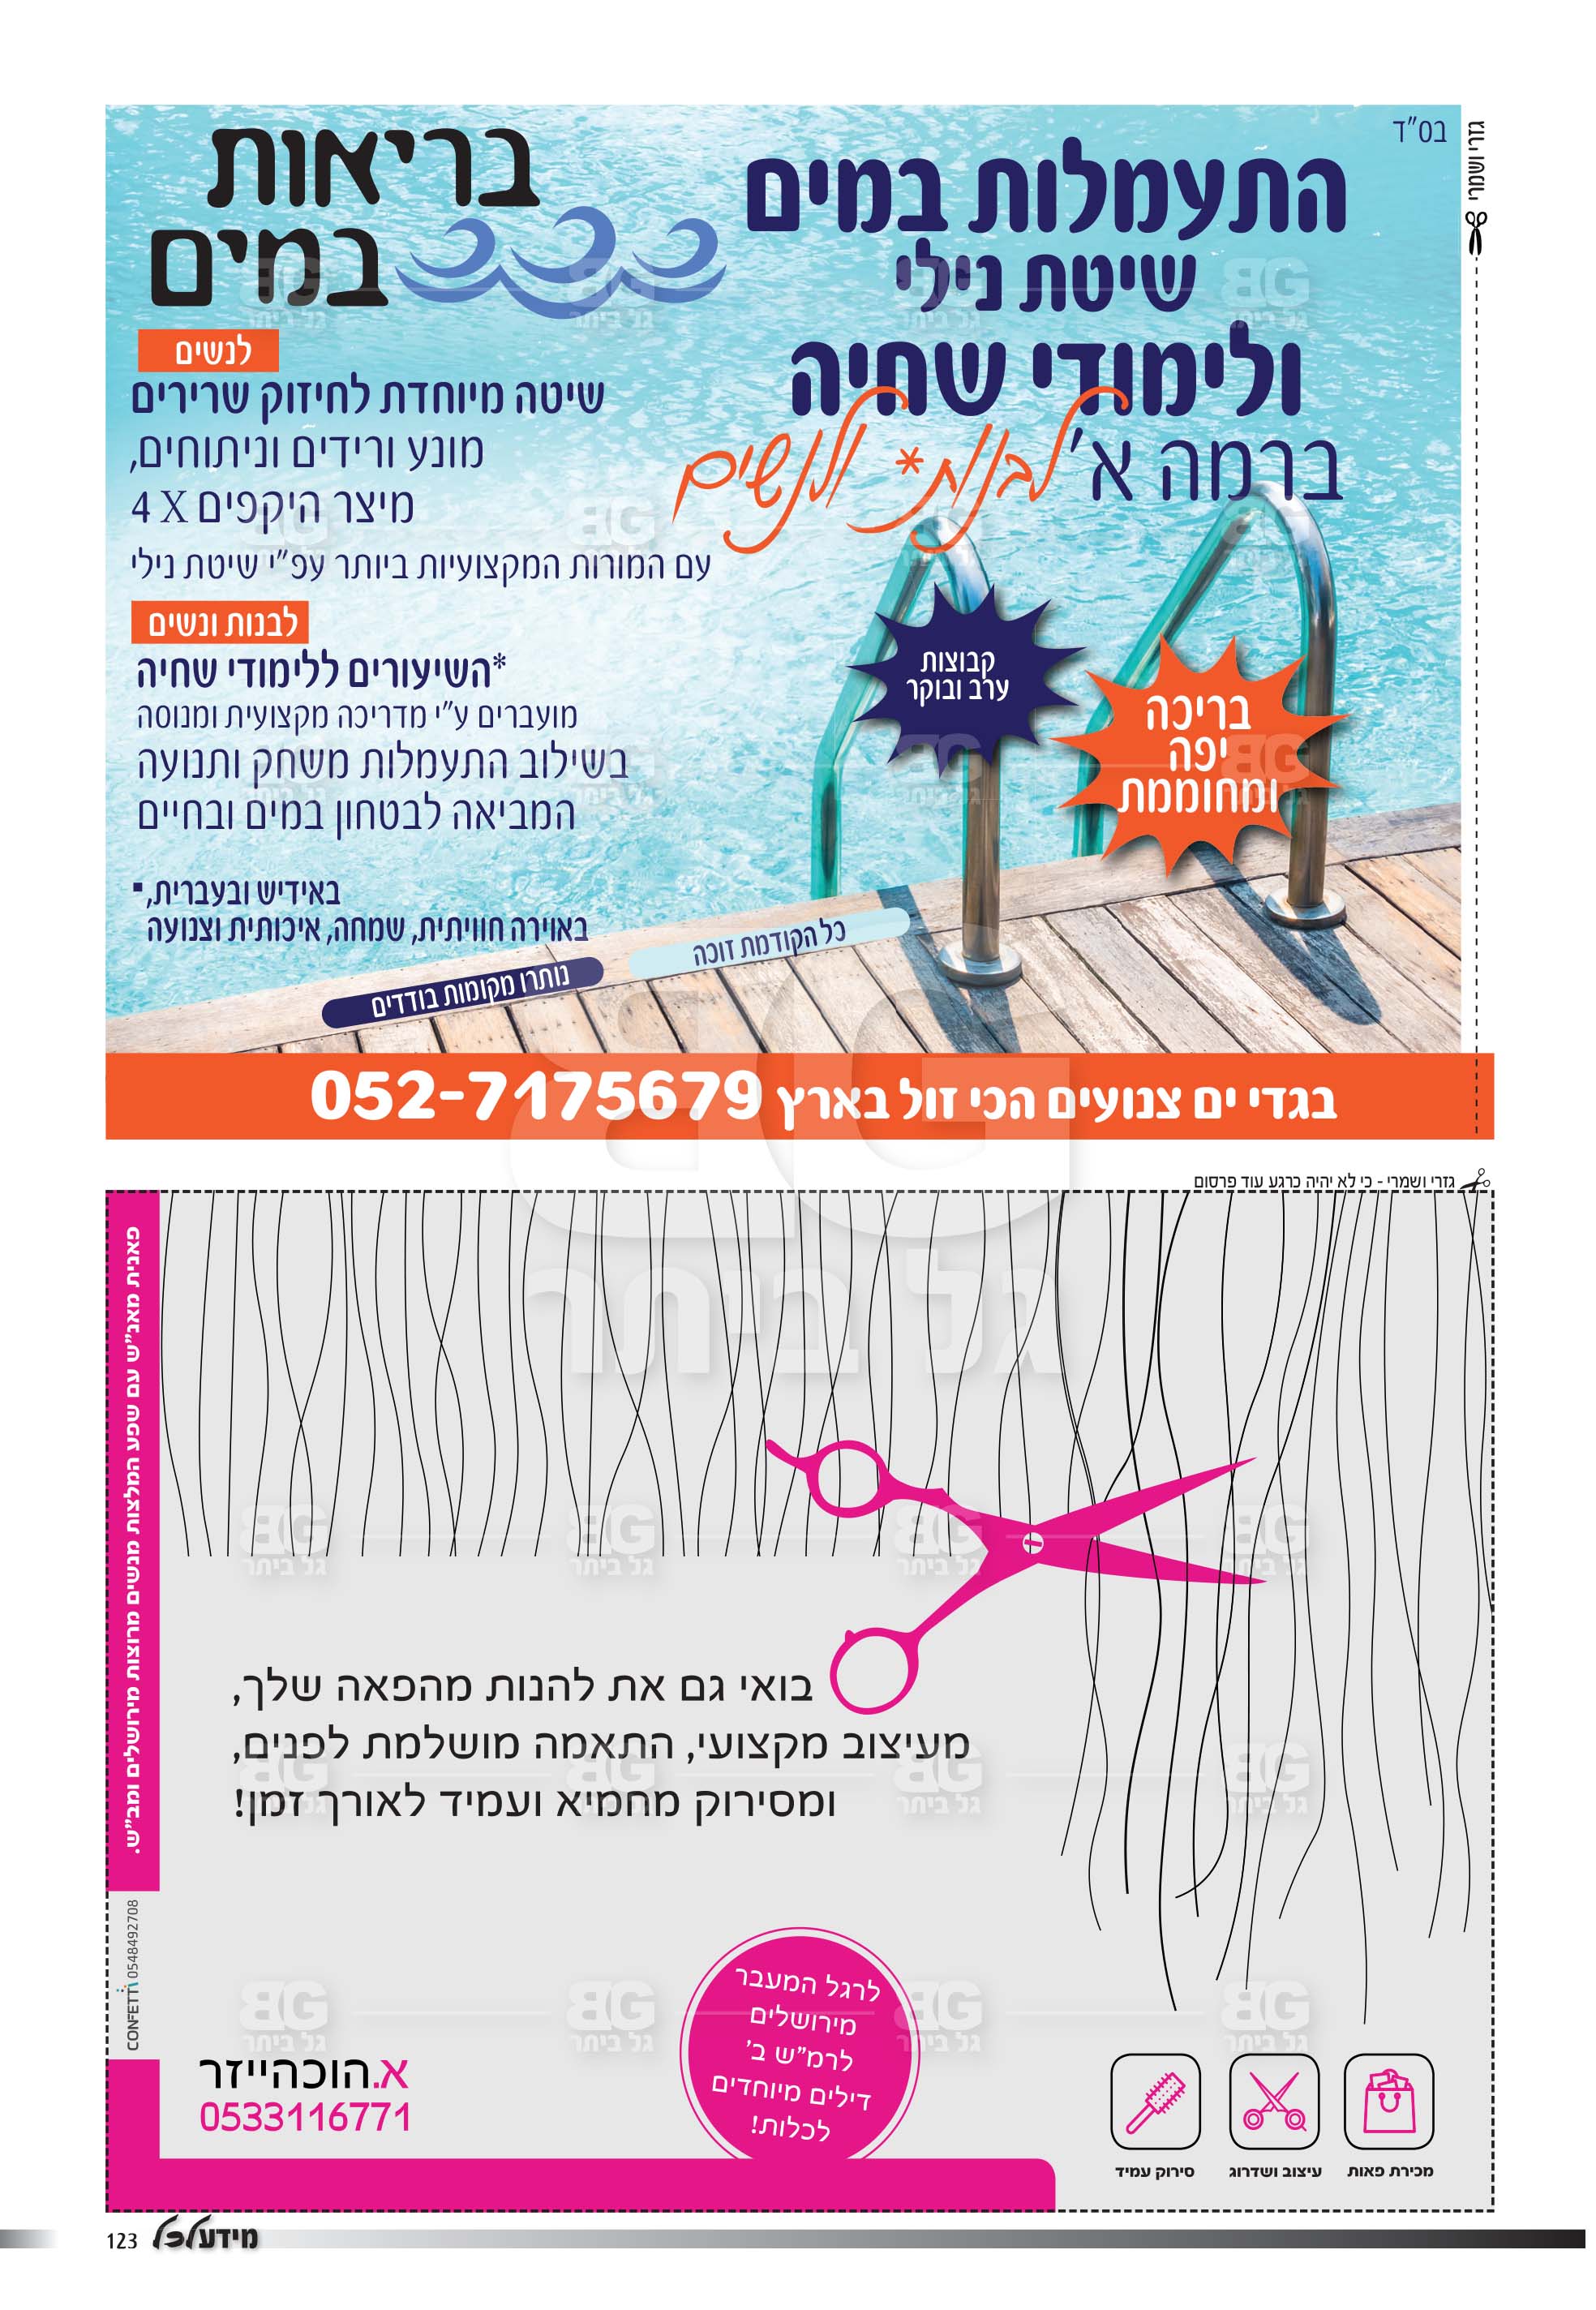 בס"ד
גזרי ושמרי
התעמלות במים
שיטת נילי
ולימודי שחיה
ברמה א'
לבנות* ולנשים
בריאות
במים
לנשים
שיטה מיוחדת לחיזוק שרירים
מונע ורידים וניתוחים,
מיצר היקפים 4 X
עם המורות המקצועיות ביותר עפ"י שיטת נילי
לבנות ונשים
*השיעורים ללימודי שחיה
מועברים ע"י מדריכה מקצועית ומנוסה
בשילוב התעמלות משחק ותנועה
המביאה לבטחון במים ובחיים
באידיש ובעברית,
באוירה חוויתית, שמחה, איכותית וצנועה
קבוצות
ערב ובוקר
בריכה
יפה
ומחוממת
כל הקודמת זוכה
נותרו מקומות בודדים
בגדי ים צנועים הכי זול בארץ 052-7175679
גזרי ושמרי - כי לא יהיה כרגע עוד פרסום
פאנית מאנ"ש עם שפע המלצות מנשים מרוצות מירושלים ומב"ש.
BG
גל ביתר
בואי גם את להנות מהפאה שלך,
מעיצוב מקצועי, התאמה מושלמת לפנים,
ומסירוק מחמיא ועמיד לאורך זמן!
CONFETTI 0548492708
לרגל המעבר
מירושלים
לרמ"ש ב'
דילים מיוחדים
לכלות!
א.הוכהייזר
0533116771
מכירת פאות
עיצוב ושדרוג
סירוק עמיד
מידע לכל
123